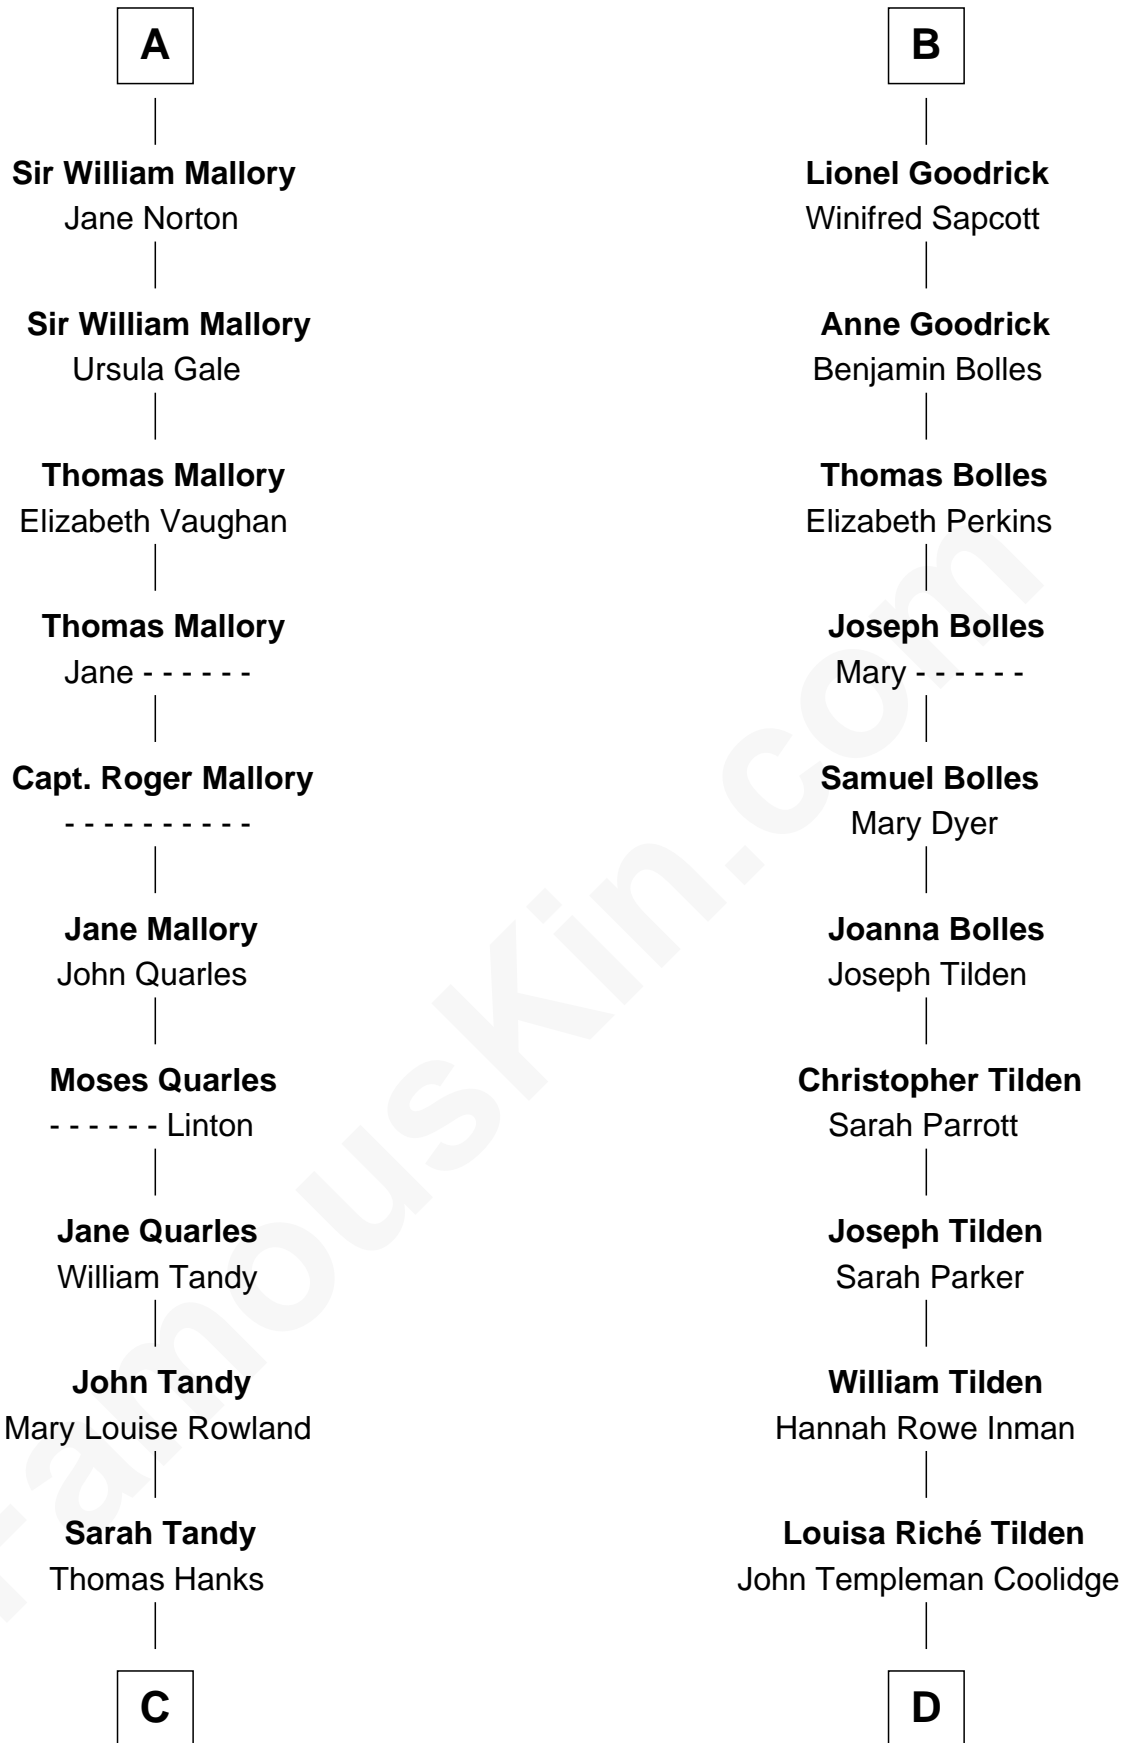 A
Sir William Mallory
Jane Norton
Sir William Mallory
Ursula Gale
Thomas Mallory
Elizabeth Vaughan
Thomas Mallory
Jane - - - - - -
Capt. Roger Mallory
- - - - - - - - - -
Jane Mallory
John Quarles
Moses Quarles
- - - - - - Linton
Jane Quarles
William Tandy
John Tandy
Mary Louise Rowland
Sarah Tandy
Thomas Hanks
C
B
Lionel Goodrick
Winifred Sapcott
Anne Goodrick
Benjamin Bolles
Thomas Bolles
Elizabeth Perkins
Joseph Bolles
Mary - - - - - -
Samuel Bolles
Mary Dyer
Joanna Bolles
Joseph Tilden
Christopher Tilden
Sarah Parrott
Joseph Tilden
Sarah Parker
William Tilden
Hannah Rowe Inman
Louisa Riché Tilden
John Templeman Coolidge
D
FamousKin.com